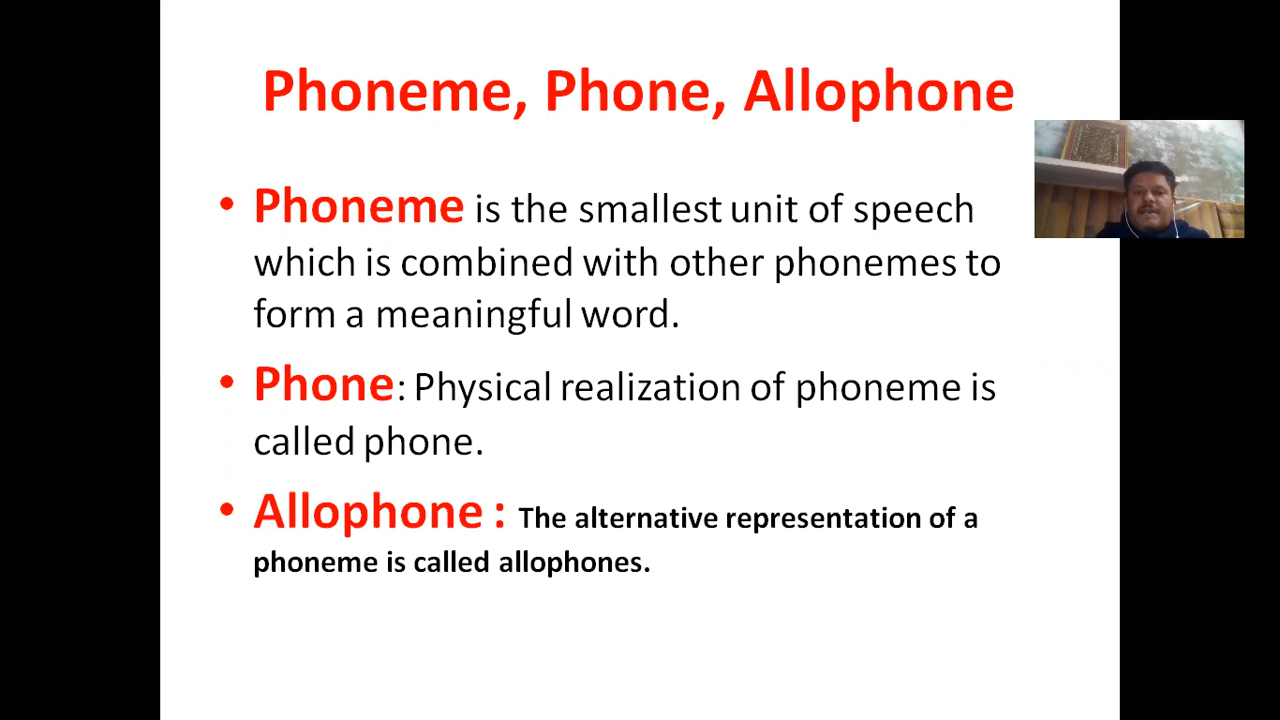 Phoneme, Phone, Allophone
• Phoneme is the smallest unit of speech
which is combined with other phonemes to
form a meaningful word.
• Phone: Physical realization of phoneme is
called phone.
• Allophone : The alternative representation of a
phoneme is called allophones.